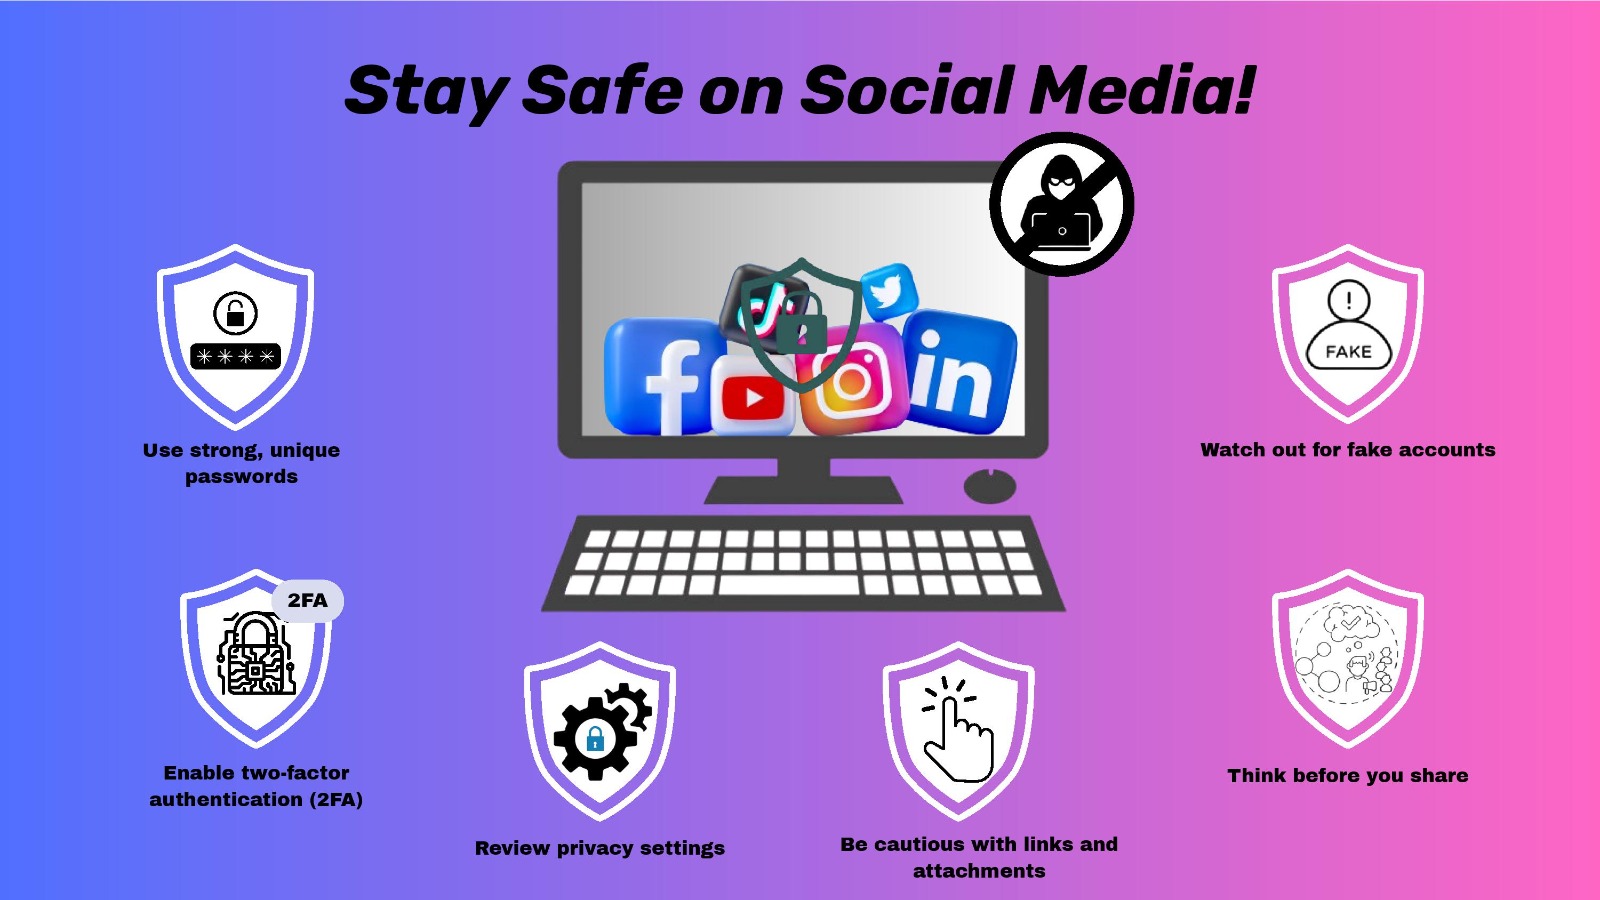 Stay Safe on Social Media!
in
Use strong, unique
passwords
FAKE
Watch out for fake accounts
2FA
Enable two-factor
authentication (2FA)
Review privacy settings
Be cautious with links and
attachments
Think before you share